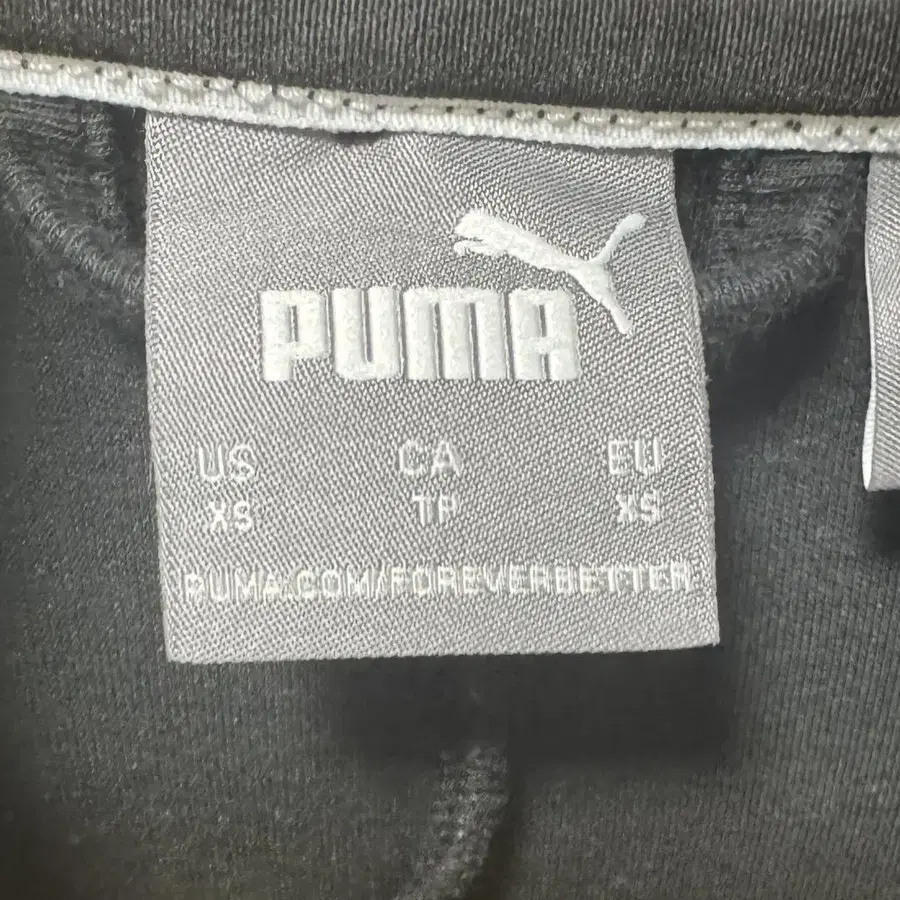 PUMA
US CA EU
XS TP XS
PUMA.COM/FOREVERBETTER